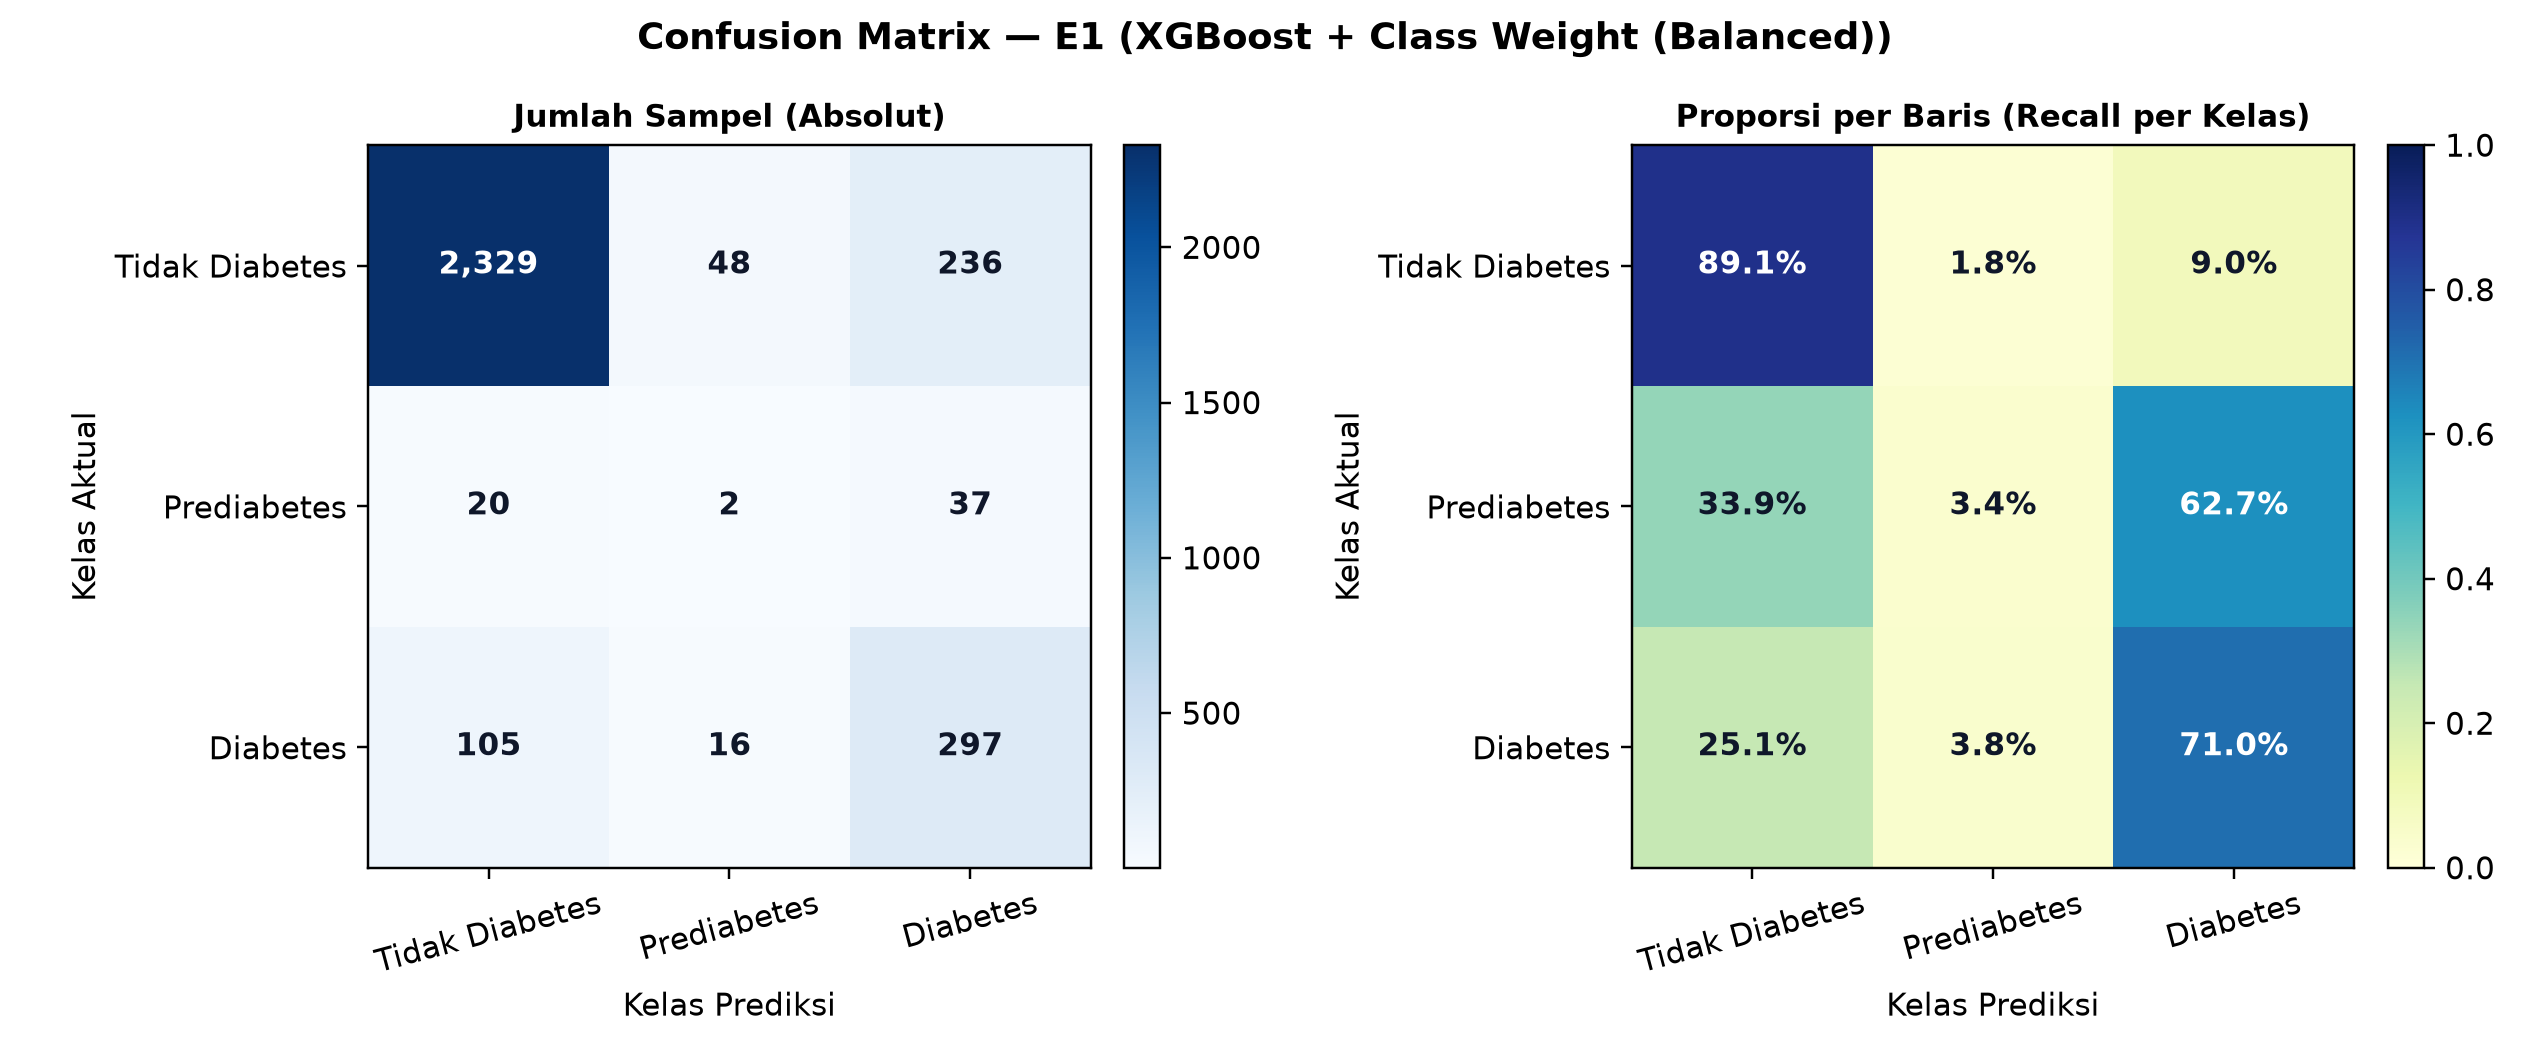 Confusion Matrix — E1 (XGBoost + Class Weight (Balanced))
Jumlah Sampel (Absolut)
Kelas Aktual
Tidak Diabetes
Prediabetes
Diabetes
2,329 48 236
20 2 37
105 16 297
Tidak Diabetes Prediabetes Diabetes
Kelas Prediksi
2000
1500
1000
500
Proporsi per Baris (Recall per Kelas)
Kelas Aktual
Tidak Diabetes
Prediabetes
Diabetes
89.1% 1.8% 9.0%
33.9% 3.4% 62.7%
25.1% 3.8% 71.0%
Tidak Diabetes Prediabetes Diabetes
Kelas Prediksi
1.0
0.8
0.6
0.4
0.2
0.0